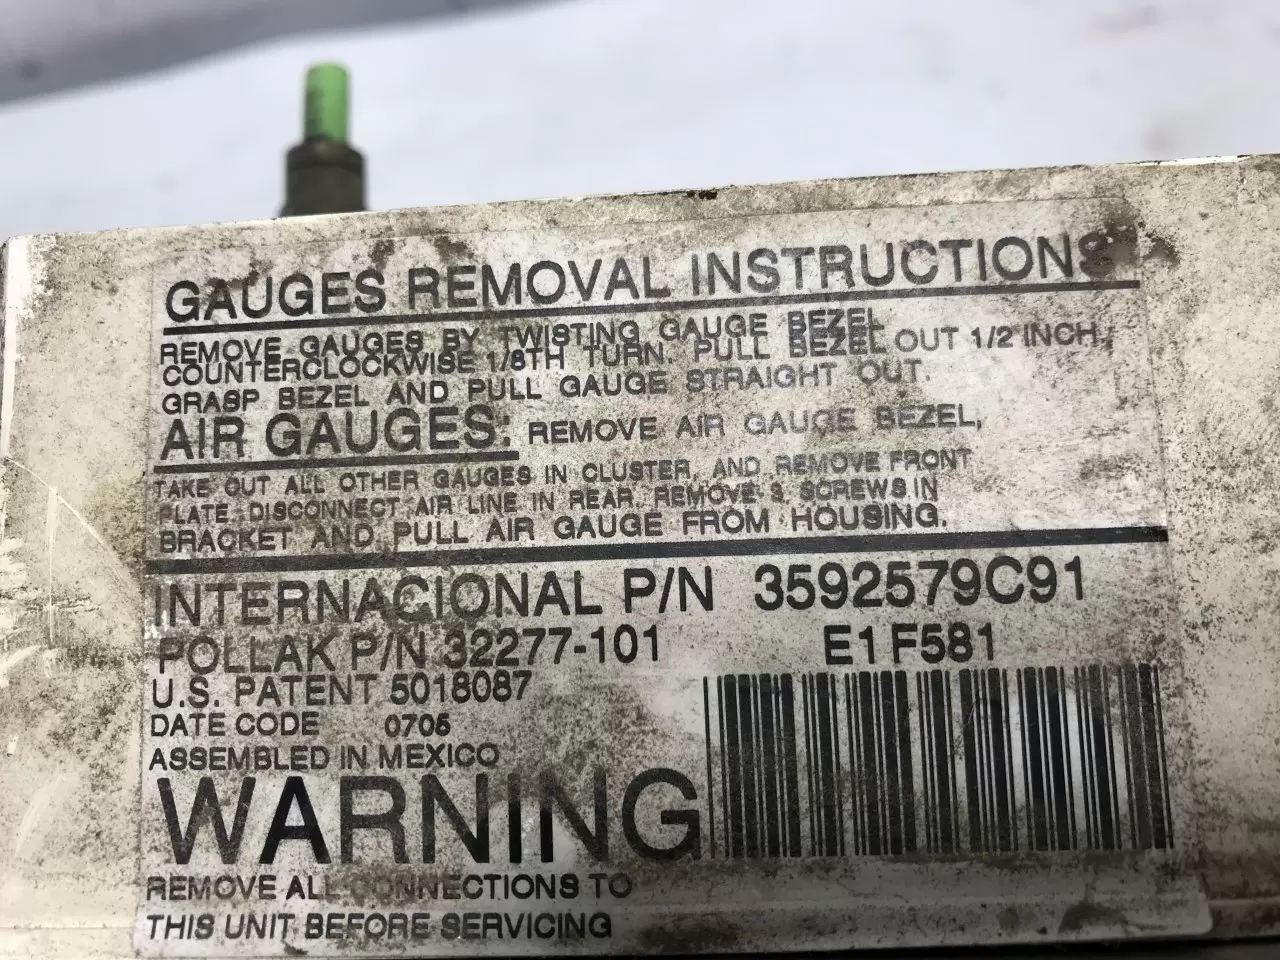 GAUGES REMOVAL INSTRUCTIONS
REMOVE GAUGES BY TWISTING GAUGE BEZEL
COUNTERCLOCKWISE 1/8TH TURN. PULL BEZEL OUT 1/2 INCH,
GRASP BEZEL AND PULL GAUGE STRAIGHT OUT.
AIR GAUGES: REMOVE AIR GAUGE BEZEL,
TAKE OUT ALL OTHER GAUGES IN CLUSTER, AND REMOVE FRONT
PLATE. DISCONNECT AIR LINE IN REAR. REMOVE 3 SCREWS IN
BRACKET AND PULL AIR GAUGE FROM HOUSING.
INTERNACIONAL P/N 3592579C91
POLLAK P/N 32277-101 E1F581
U.S. PATENT 5018087
DATE CODE 0705
ASSEMBLED IN MEXICO
WARNING
REMOVE ALL CONNECTIONS TO
THIS UNIT BEFORE SERVICING